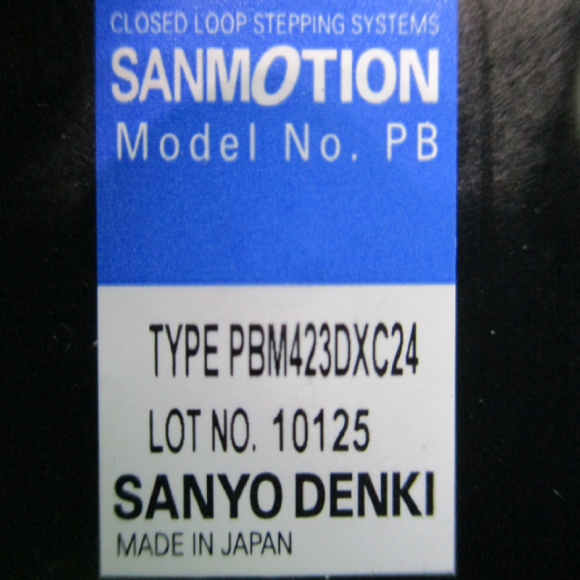 CLOSED LOOP STEPPING SYSTEMS
SANMOTION
Model No. PB
TYPE PBM423DXC24
LOT NO. 10125
SANYO DENKI
MADE IN JAPAN